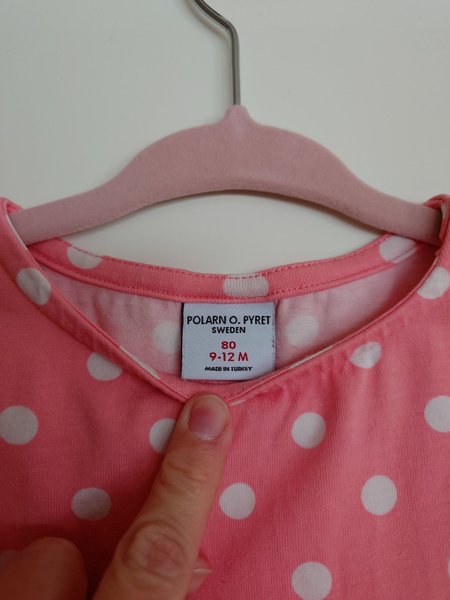 POLARN O. PYRET
SWEDEN
80
9-12 M
MADE IN TURKEY